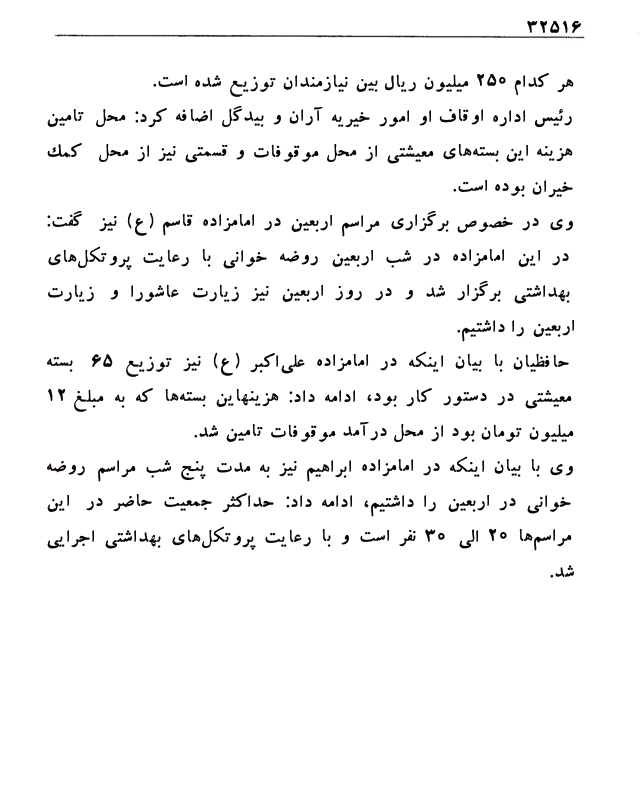 ۳۲۵۱۶
هر کدام ۲۵۰ میلیون ریال بین نیازمندان توزیع شده است.
رئیس اداره اوقاف او امور خیریه آران و بیدگل اضافه کرد: محل تامین
هزینه این بسته‌های معیشتی از محل موقوفات و قسمتی نیز از محل کمك
خیران بوده است.
وی در خصوص برگزاری مراسم اربعین در امامزاده قاسم (ع) نیز گفت:
در این امامزاده در شب اربعین روضه خوانی با رعایت پروتکل‌های
بهداشتی برگزار شد و در روز اربعین نیز زیارت عاشورا و زیارت
اربعین را داشتیم.
حافظیان با بیان اینکه در امامزاده علی‌اکبر (ع) نیز توزیع ۶۵ بسته
معیشتی در دستور کار بود، ادامه داد: هزینهاین بسته‌ها که به مبلغ ۱۲
میلیون تومان بود از محل درآمد موقوفات تامین شد.
وی با بیان اینکه در امامزاده ابراهیم نیز به مدت پنج شب مراسم روضه
خوانی در اربعین را داشتیم، ادامه داد: حداکثر جمعیت حاضر در این
مراسم‌ها ۲۰ الی ۳۰ نفر است و با رعایت پروتکل‌های بهداشتی اجرایی
شد.